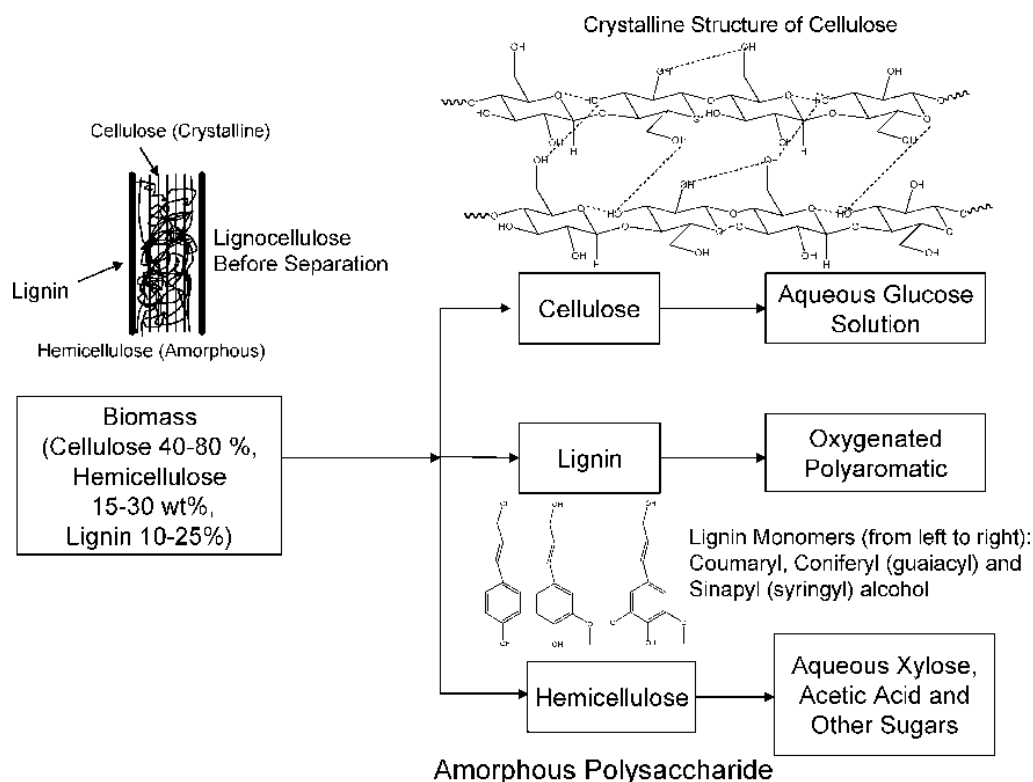 Crystalline Structure of Cellulose
Cellulose (Crystalline)
Lignocellulose
Before Separation
Lignin
Hemicellulose (Amorphous)
Cellulose
Aqueous Glucose
Solution
Biomass
(Cellulose 40-80 %,
Hemicellulose
15-30 wt%,
Lignin 10-25%)
Lignin
Oxygenated
Polyaromatic
Lignin Monomers (from left to right):
Coumaryl, Coniferyl (guaiacyl) and
Sinapyl (syringyl) alcohol
Hemicellulose
Aqueous Xylose,
Acetic Acid and
Other Sugars
Amorphous Polysaccharide